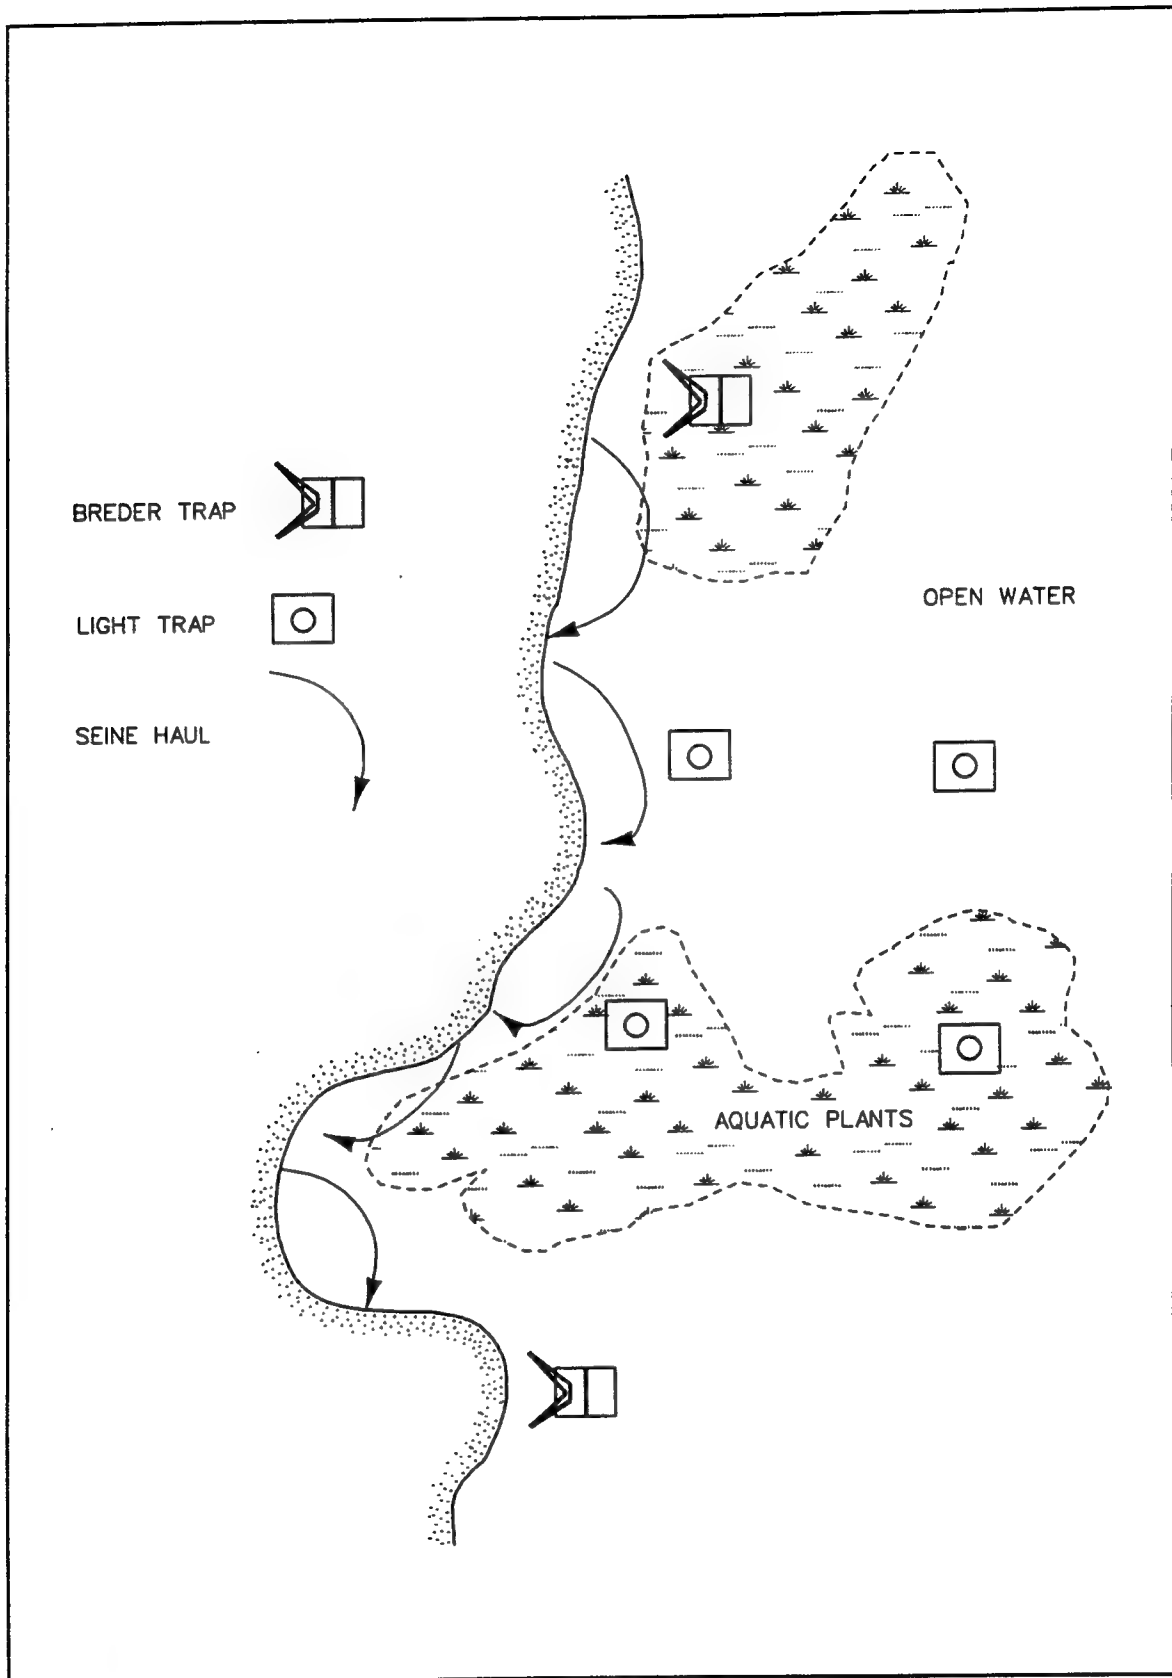 BREDER TRAP
LIGHT TRAP
SEINE HAUL
OPEN WATER
AQUATIC PLANTS